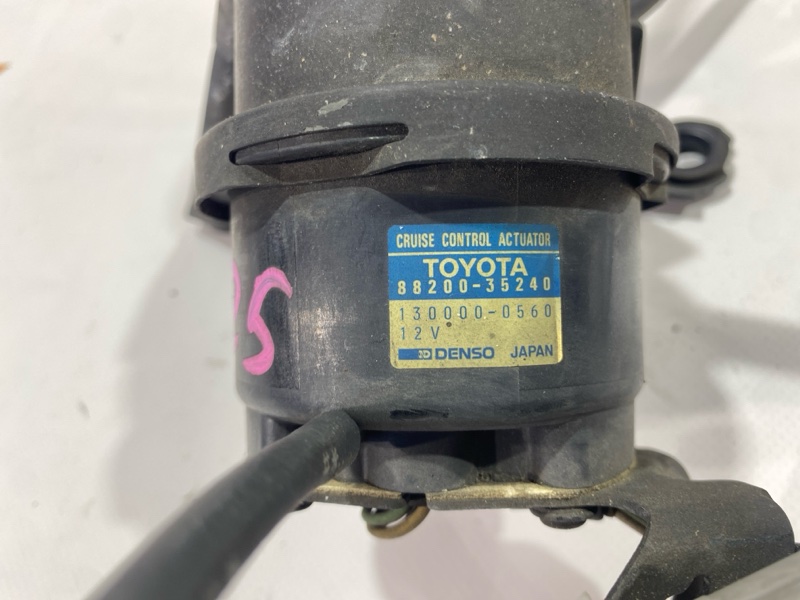 CRUISE CONTROL ACTUATOR
TOYOTA
88200-35240
130000-0560
12V
DENSO JAPAN